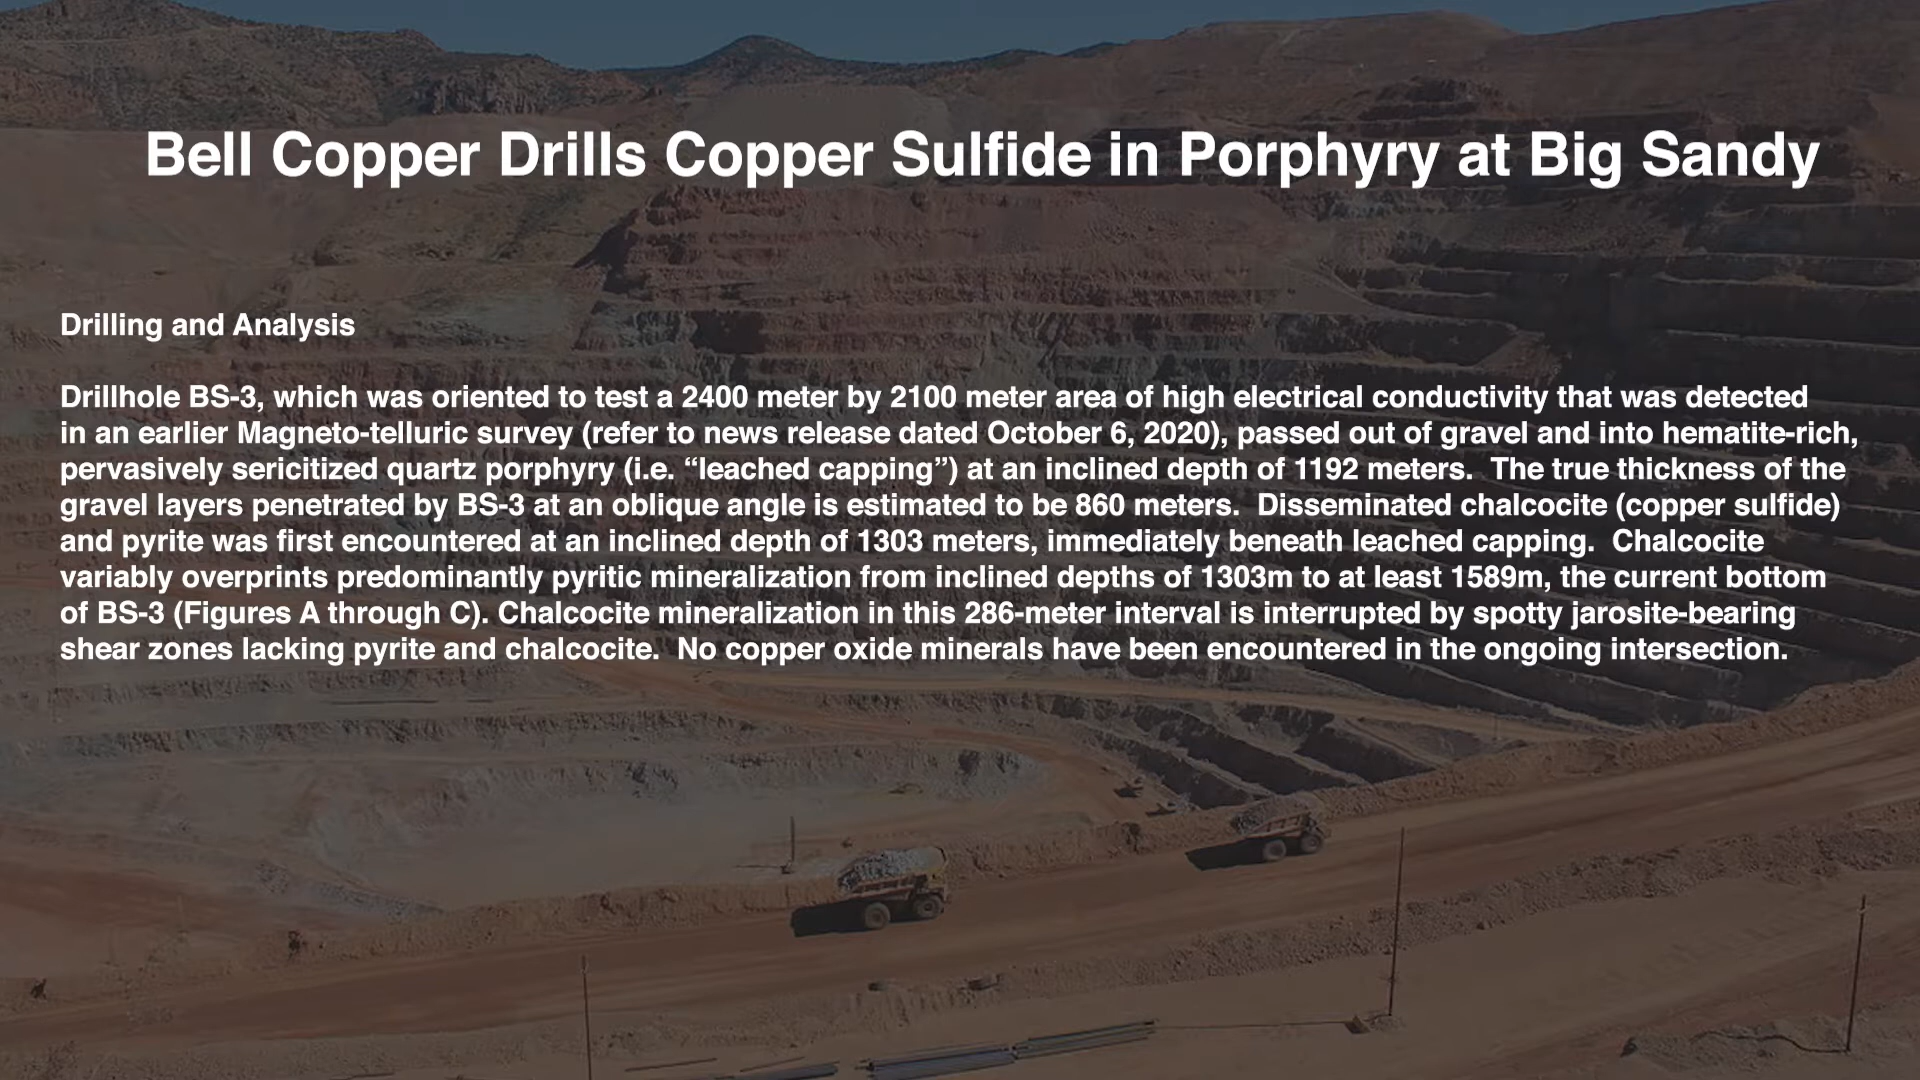 Bell Copper Drills Copper Sulfide in Porphyry at Big Sandy
Drilling and Analysis
Drillhole BS-3, which was oriented to test a 2400 meter by 2100 meter area of high electrical conductivity that was detected
in an earlier Magneto-telluric survey (refer to news release dated October 6, 2020), passed out of gravel and into hematite-rich,
pervasively sericitized quartz porphyry (i.e. “leached capping”) at an inclined depth of 1192 meters.  The true thickness of the
gravel layers penetrated by BS-3 at an oblique angle is estimated to be 860 meters.  Disseminated chalcocite (copper sulfide)
and pyrite was first encountered at an inclined depth of 1303 meters, immediately beneath leached capping.  Chalcocite
variably overprints predominantly pyritic mineralization from inclined depths of 1303m to at least 1589m, the current bottom
of BS-3 (Figures A through C). Chalcocite mineralization in this 286-meter interval is interrupted by spotty jarosite-bearing
shear zones lacking pyrite and chalcocite.  No copper oxide minerals have been encountered in the ongoing intersection.